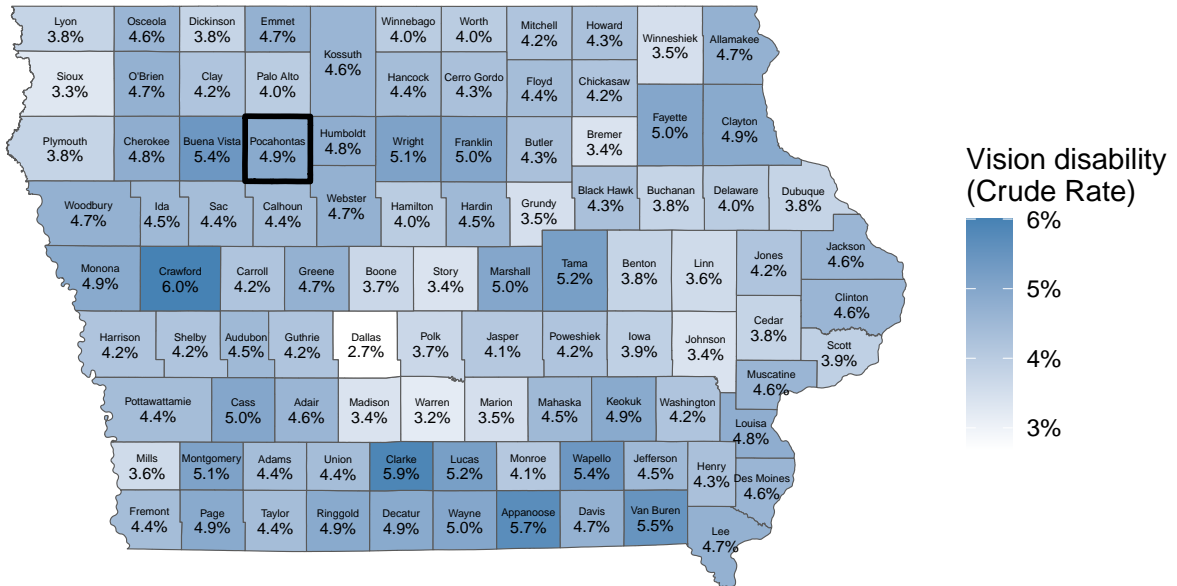 Lyon
3.8%
Osceola
4.6%
Dickinson
3.8%
Emmet
4.7%
Kossuth
4.6%
Winnebago
4.0%
Worth
4.0%
Mitchell
4.2%
Howard
4.3%
Winneshiek
3.5%
Allamakee
4.7%
Sioux
3.3%
O'Brien
4.7%
Clay
4.2%
Palo Alto
4.0%
Hancock
4.4%
Cerro Gordo
4.3%
Floyd
4.4%
Chickasaw
4.2%
Fayette
5.0%
Clayton
4.9%
Plymouth
3.8%
Cherokee
4.8%
Buena Vista
5.4%
Pocahontas
4.9%
Humboldt
4.8%
Wright
5.1%
Franklin
5.0%
Butler
4.3%
Bremer
3.4%
Woodbury
4.7%
Ida
4.5%
Sac
4.4%
Calhoun
4.4%
Webster
4.7%
Hamilton
4.0%
Hardin
4.5%
Grundy
3.5%
Black Hawk
4.3%
Buchanan
3.8%
Delaware
4.0%
Dubuque
3.8%
Monona
4.9%
Crawford
6.0%
Carroll
4.2%
Greene
4.7%
Boone
3.7%
Story
3.4%
Marshall
5.0%
Tama
5.2%
Benton
3.8%
Linn
3.6%
Jones
4.2%
Jackson
4.6%
Clinton
4.6%
Harrison
4.2%
Shelby
4.2%
Audubon
4.5%
Guthrie
4.2%
Dallas
2.7%
Polk
3.7%
Jasper
4.1%
Poweshiek
4.2%
Iowa
3.9%
Johnson
3.4%
Cedar
3.8%
Scott
3.9%
Muscatine
4.6%
Pottawattamie
4.4%
Cass
5.0%
Adair
4.6%
Madison
3.4%
Warren
3.2%
Marion
3.5%
Mahaska
4.5%
Keokuk
4.9%
Washington
4.2%
Louisa
4.8%
Mills
3.6%
Montgomery
5.1%
Adams
4.4%
Union
4.4%
Clarke
5.9%
Lucas
5.2%
Monroe
4.1%
Wapello
5.4%
Jefferson
4.5%
Henry
4.3%
Des Moines
4.6%
Fremont
4.4%
Page
4.9%
Taylor
4.4%
Ringgold
4.9%
Decatur
4.9%
Wayne
5.0%
Appanoose
5.7%
Davis
4.7%
Van Buren
5.5%
Lee
4.7%
Vision disability
(Crude Rate)
6%
5%
4%
3%